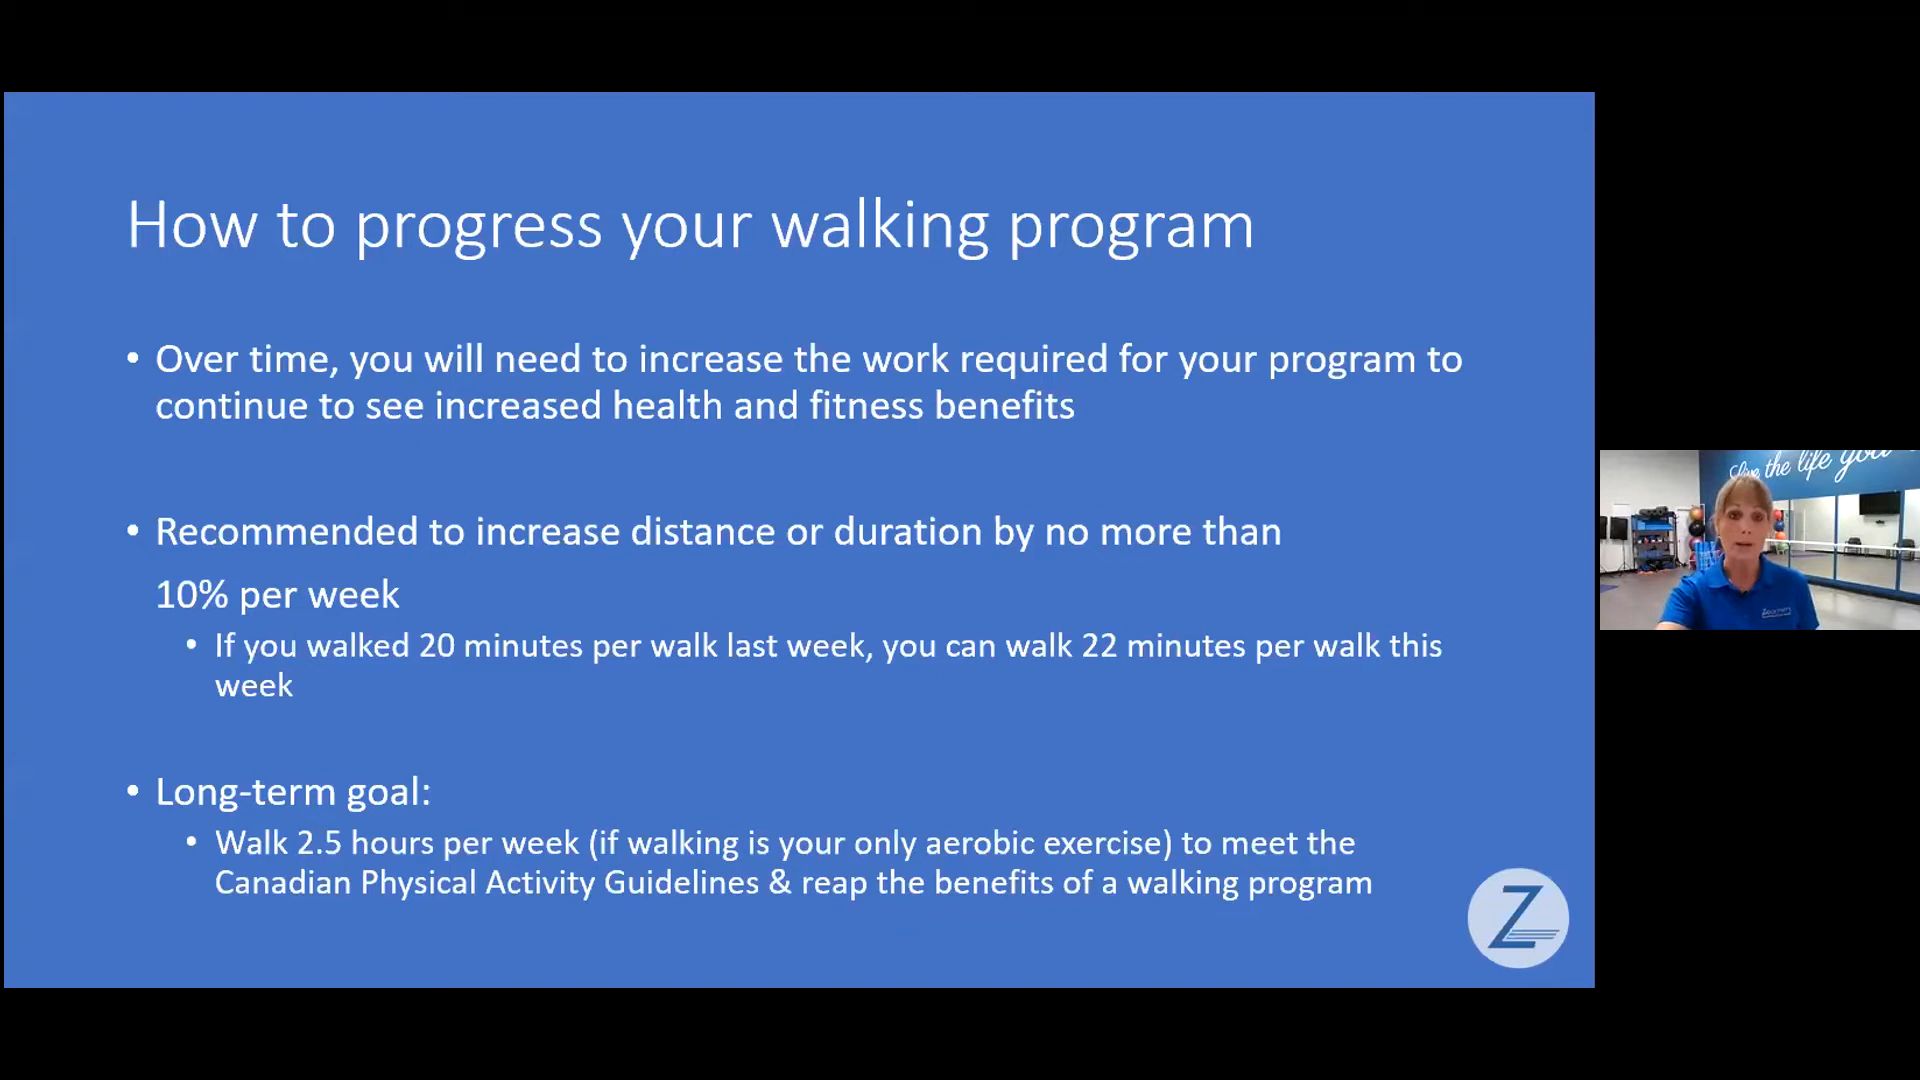 How to progress your walking program
• Over time, you will need to increase the work required for your program to
continue to see increased health and fitness benefits
• Recommended to increase distance or duration by no more than
10% per week
• If you walked 20 minutes per walk last week, you can walk 22 minutes per walk this
week
• Long-term goal:
• Walk 2.5 hours per week (if walking is your only aerobic exercise) to meet the
Canadian Physical Activity Guidelines & reap the benefits of a walking program
Z
live the life you